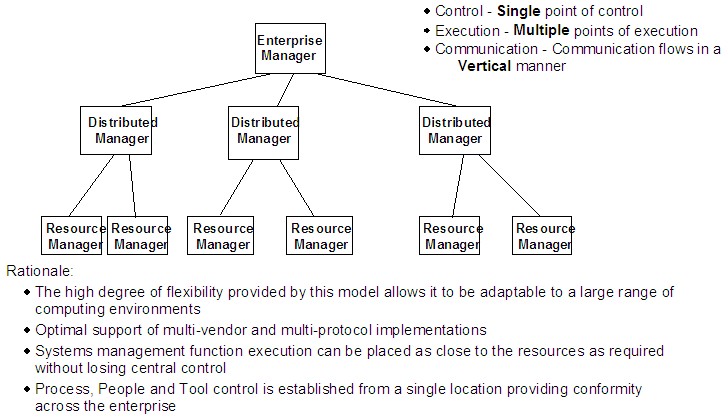 • Control - Single point of control
• Execution - Multiple points of execution
• Communication - Communication flows in a
Vertical manner
Enterprise
Manager
Distributed
Manager
Distributed
Manager
Distributed
Manager
Resource
Manager
Resource
Manager
Resource
Manager
Resource
Manager
Resource
Manager
Resource
Manager
Rationale:
• The high degree of flexibility provided by this model allows it to be adaptable to a large range of
computing environments
• Optimal support of multi-vendor and multi-protocol implementations
• Systems management function execution can be placed as close to the resources as required
without losing central control
• Process, People and Tool control is established from a single location providing conformity
across the enterprise